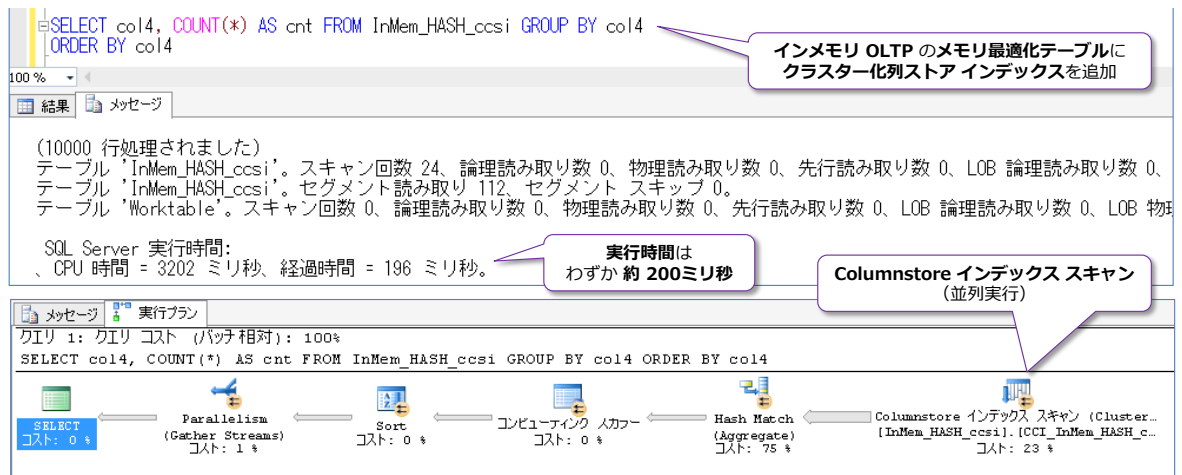 SELECT col4, COUNT(*) AS cnt FROM InMem_HASH_ccsi GROUP BY col4
ORDER BY col4
インメモリ OLTP のメモリ最適化テーブルに
クラスター化列ストア インデックスを追加
100 %
結果 メッセージ
(10000 行処理されました)
テーブル 'InMem_HASH_ccsi'。スキャン回数 24、論理読み取り数 0、物理読み取り数 0、先行読み取り数 0、LOB 論理読み取り数 0、
テーブル 'InMem_HASH_ccsi'。セグメント読み取り 112、セグメント スキップ 0。
テーブル 'Worktable'。スキャン回数 0、論理読み取り数 0、物理読み取り数 0、先行読み取り数 0、LOB 論理読み取り数 0、LOB 物
SQL Server 実行時間:
、CPU 時間 = 3202 ミリ秒、経過時間 = 196 ミリ秒。
実行時間は
わずか 約 200ミリ秒
Columnstore インデックス スキャン
（並列実行）
メッセージ 実行プラン
クエリ 1: クエリ コスト (バッチ相対): 100%
SELECT col4, COUNT(*) AS cnt FROM InMem_HASH_ccsi GROUP BY col4 ORDER BY col4
SELECT
コスト: 0 %
Parallelism
(Gather Streams)
コスト: 1 %
Sort
コスト: 0 %
コンピューティング スカラー
コスト: 0 %
Hash Match
(Aggregate)
コスト: 75 %
Columnstore インデックス スキャン (Cluster…
[InMem_HASH_ccsi].[CCI_InMem_HASH_c…
コスト: 23 %